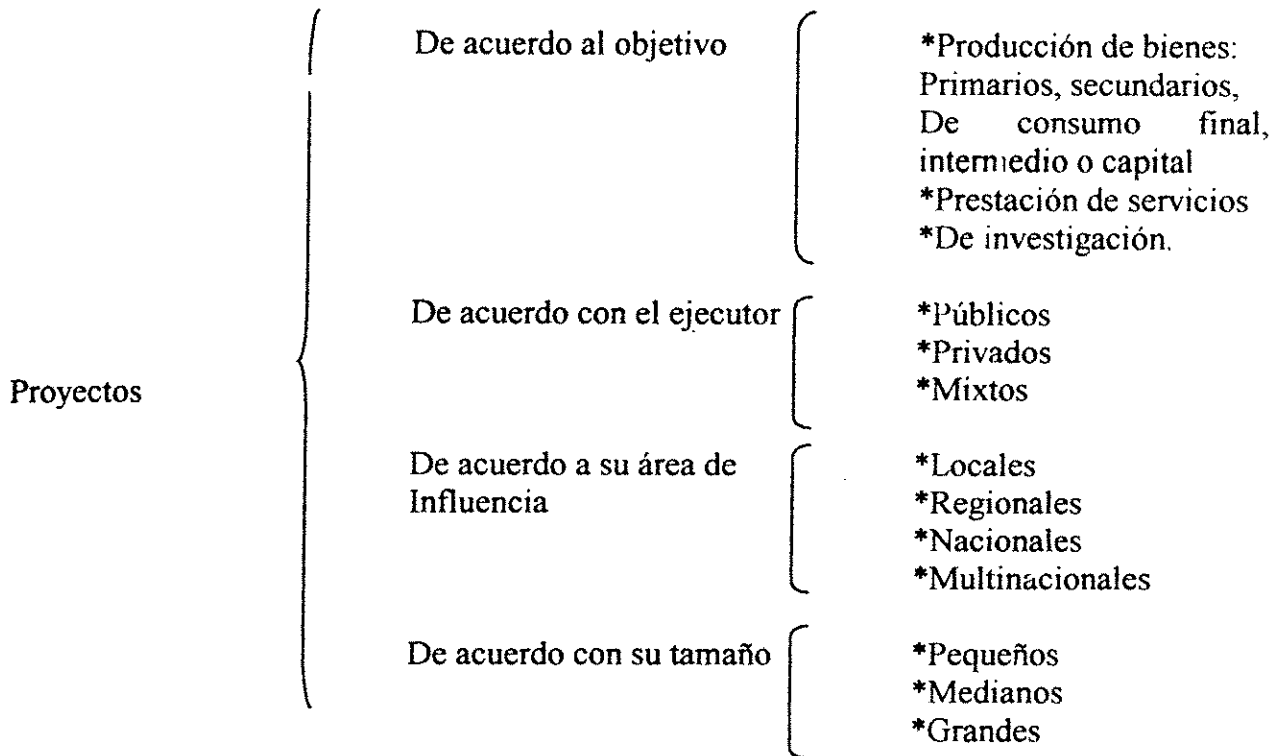 Proyectos
De acuerdo al objetivo
*Producción de bienes:
Primarios, secundarios,
De consumo final,
intermedio o capital
*Prestación de servicios
*De investigación.
De acuerdo con el ejecutor
*Públicos
*Privados
*Mixtos
De acuerdo a su área de
Influencia
*Locales
*Regionales
*Nacionales
*Multinacionales
De acuerdo con su tamaño
*Pequeños
*Medianos
*Grandes